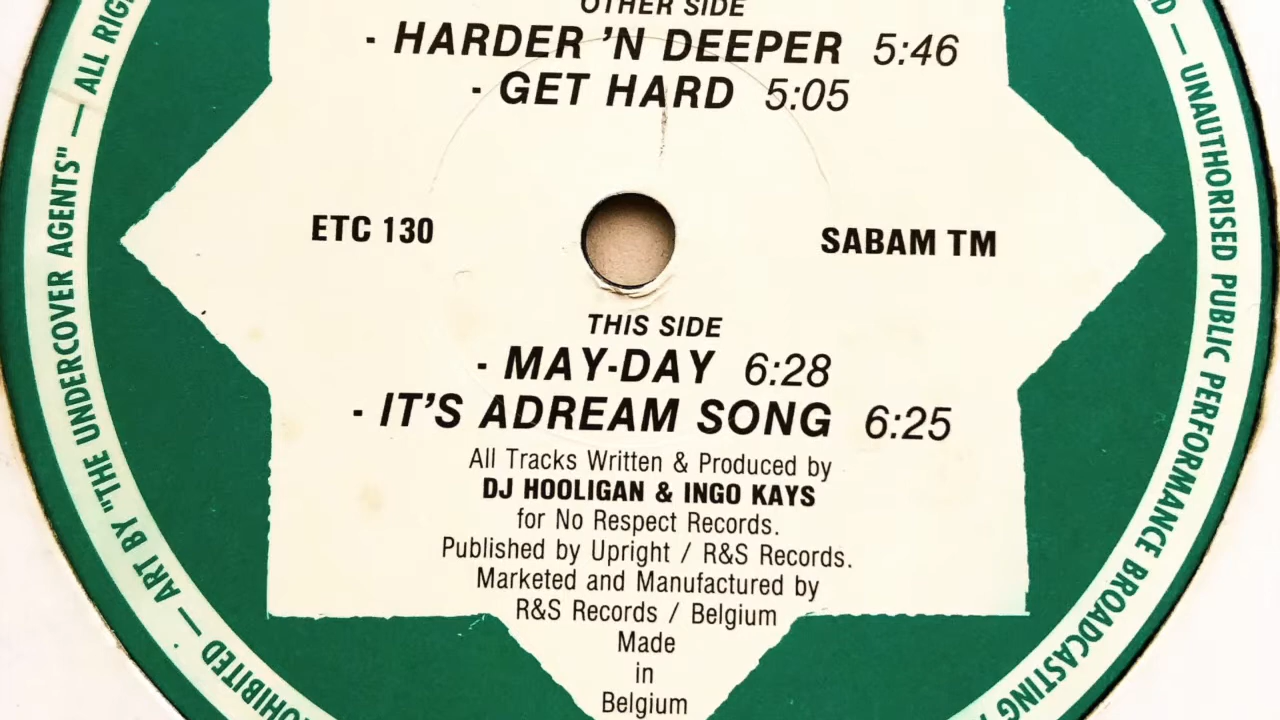 OTHER SIDE
- HARDER 'N DEEPER 5:46
- GET HARD 5:05
ETC 130
SABAM TM
THIS SIDE
- MAY-DAY 6:28
- IT'S ADREAM SONG 6:25
All Tracks Written & Produced by
DJ HOOLIGAN & INGO KAYS
for No Respect Records.
Published by Upright / R&S Records.
Marketed and Manufactured by
R&S Records / Belgium
Made
in
Belgium
— ART BY "THE UNDERCOVER AGENTS" — ALL
— UNAUTHORISED PUBLIC PERFORMANCE BROADCASTING